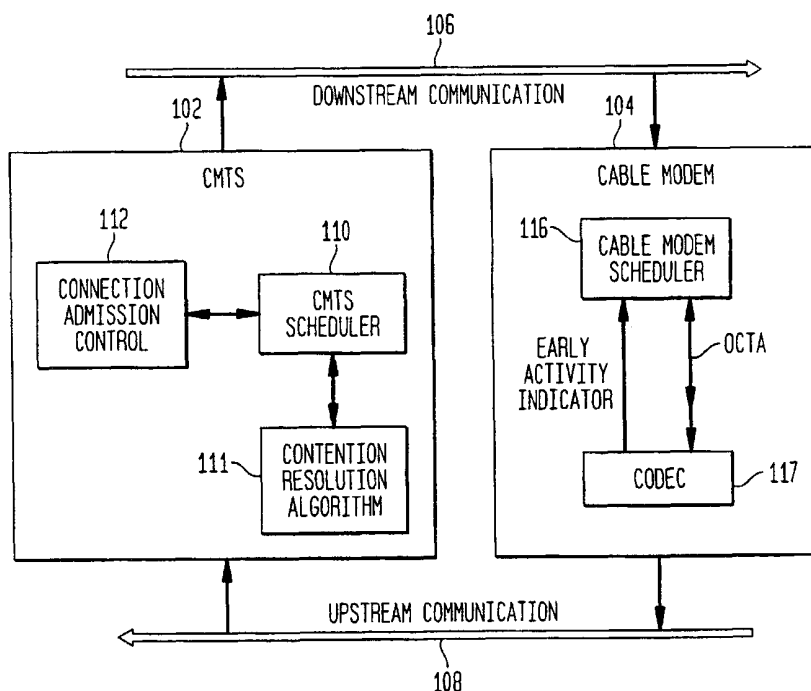 106
DOWNSTREAM COMMUNICATION
102
104
CMTS
CABLE MODEM
112
110
116
CONNECTION
ADMISSION
CONTROL
CMTS
SCHEDULER
CABLE MODEM
SCHEDULER
EARLY
ACTIVITY
INDICATOR
OCTA
111
CONTENTION
RESOLUTION
ALGORITHM
CODEC
117
UPSTREAM COMMUNICATION
108